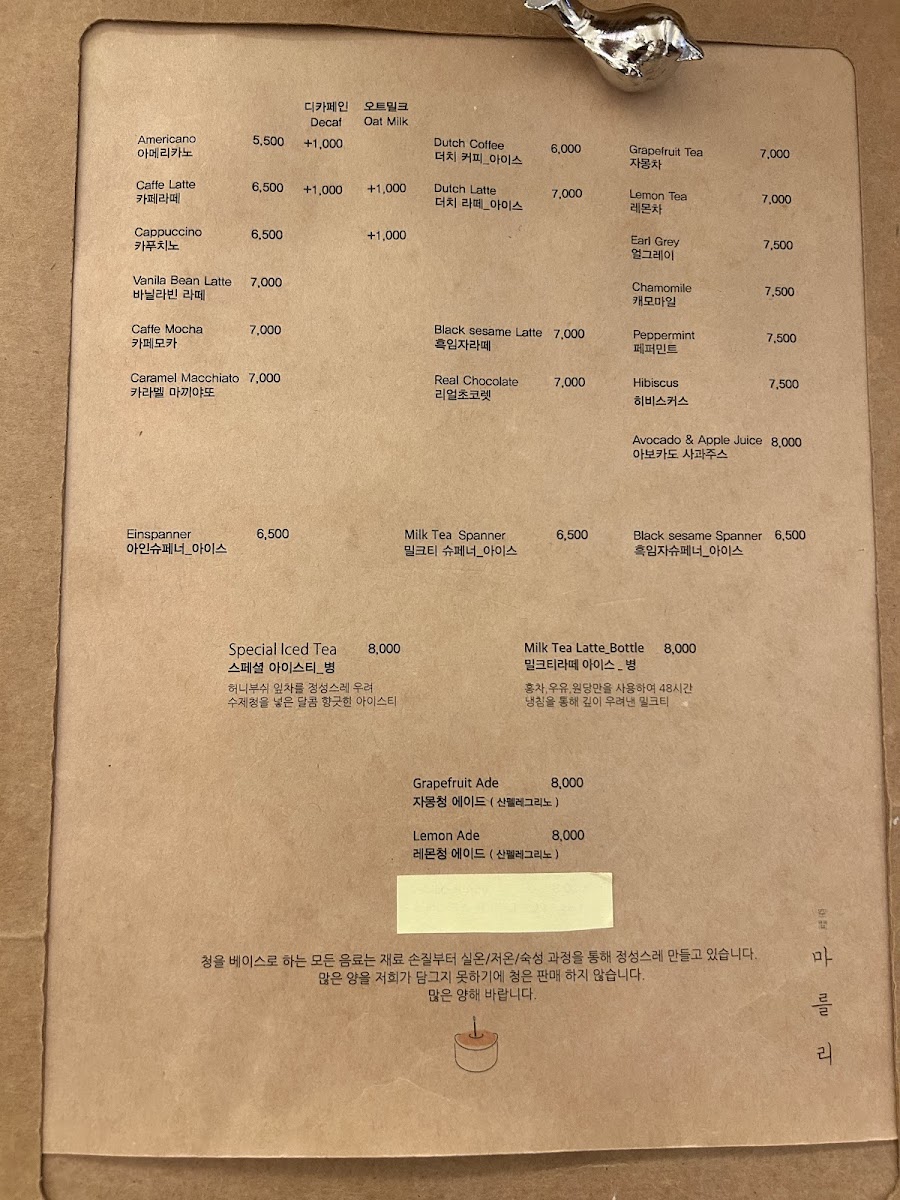 디카페인 오트밀크
Decaf Oat Milk
Americano 5,500 +1,000
아메리카노
Caffe Latte 6,500 +1,000 +1,000
카페라떼
Cappuccino 6,500 +1,000
카푸치노
Vanila Bean Latte 7,000
바닐라빈 라떼
Caffe Mocha 7,000
카페모카
Caramel Macchiato 7,000
카라멜 마끼야또
Dutch Coffee 6,000
더치 커피_아이스
Dutch Latte 7,000
더치 라떼_아이스
Black sesame Latte 7,000
흑임자라떼
Real Chocolate 7,000
리얼초코렛
Grapefruit Tea 7,000
자몽차
Lemon Tea 7,000
레몬차
Earl Grey 7,500
얼그레이
Chamomile 7,500
캐모마일
Peppermint 7,500
페퍼민트
Hibiscus 7,500
히비스커스
Avocado & Apple Juice 8,000
아보카도 사과주스
Einspanner 6,500
아인슈페너_아이스
Milk Tea Spanner 6,500
밀크티 슈페너_아이스
Black sesame Spanner 6,500
흑임자슈페너_아이스
Special Iced Tea 8,000
스페셜 아이스티_병
허니부쉬 잎차를 정성스레 우려
수제청을 넣은 달콤 향긋한 아이스티
Milk Tea Latte_Bottle 8,000
밀크티라떼 아이스 _ 병
홍차,우유,원당만을 사용하여 48시간
냉침을 통해 깊이 우려낸 밀크티
Grapefruit Ade 8,000
자몽청 에이드 ( 산펠레그리노 )
Lemon Ade 8,000
레몬청 에이드 ( 산펠레그리노 )
청을 베이스로 하는 모든 음료는 재료 손질부터 실온/저온/숙성 과정을 통해 정성스레 만들고 있습니다.
많은 양을 저희가 담그지 못하기에 청은 판매 하지 않습니다.
많은 양해 바랍니다.
마를리